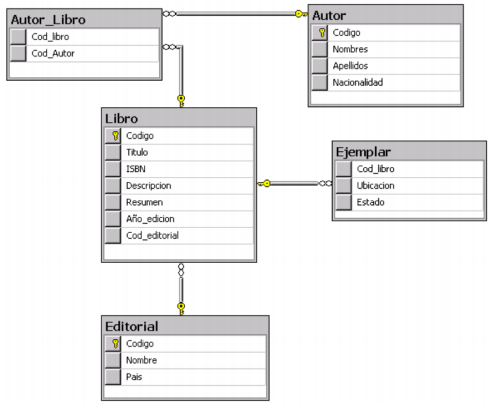 Autor_Libro
Cod_libro
Cod_Autor
Autor
Codigo
Nombres
Apellidos
Nacionalidad
Libro
Codigo
Titulo
ISBN
Descripcion
Resumen
Año_edicion
Cod_editorial
Ejemplar
Cod_libro
Ubicacion
Estado
Editorial
Codigo
Nombre
Pais